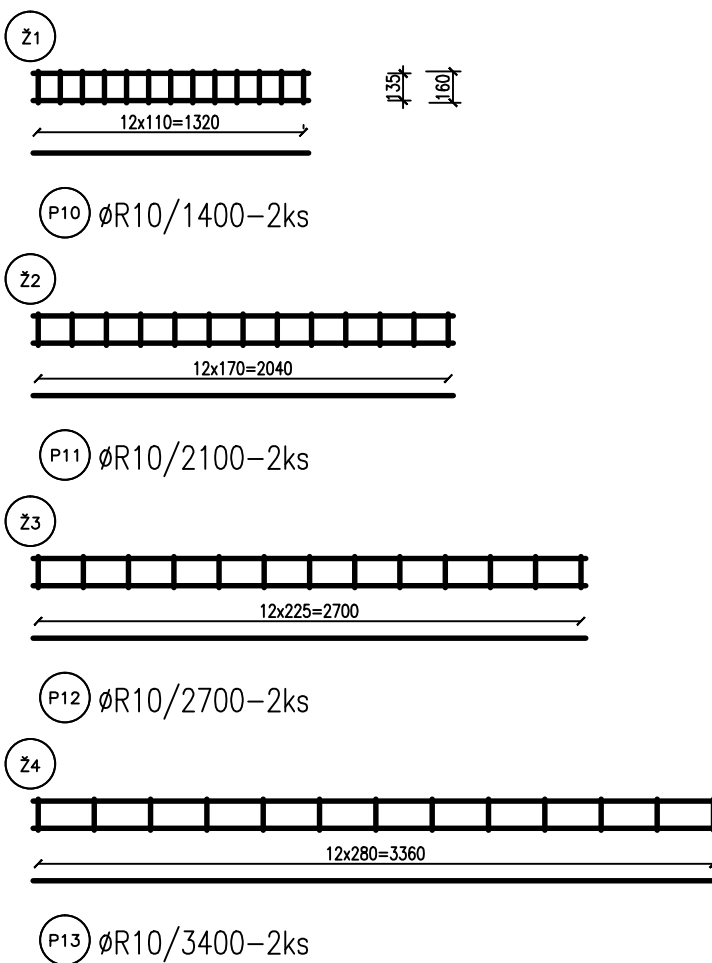 Ž1
135
160
12x110=1320
P10 øR10/1400-2ks
Ž2
12x170=2040
P11 øR10/2100-2ks
Ž3
12x225=2700
P12 øR10/2700-2ks
Ž4
12x280=3360
P13 øR10/3400-2ks